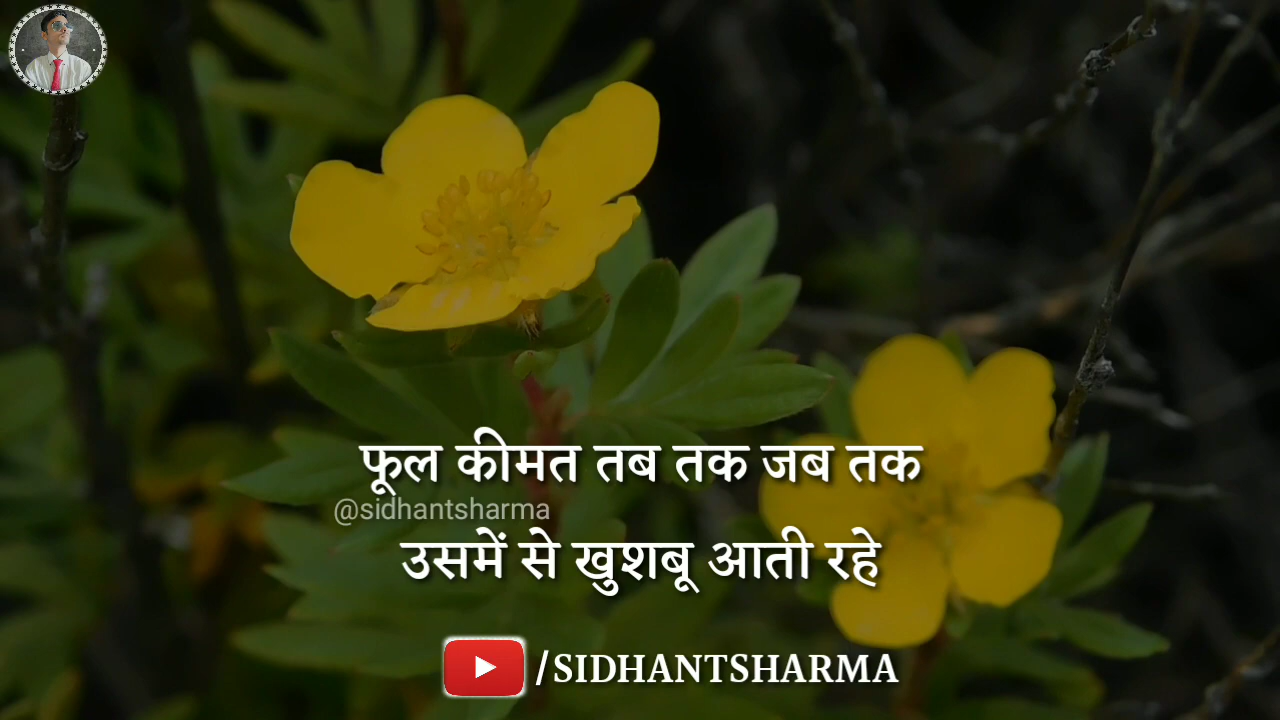 फूल कीमत तब तक जब तक
@sidhantsharma
उसमें से खुशबू आती रहे
/SIDHANTSHARMA